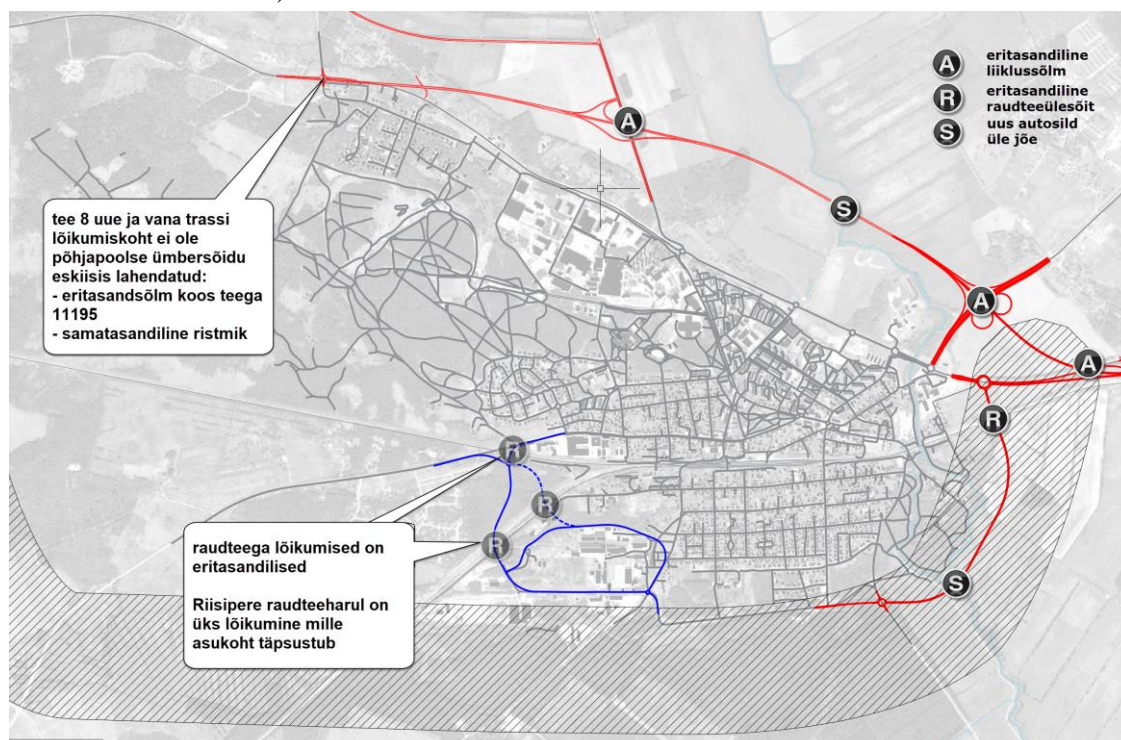 A
eritasandiline
liiklussõlm
R
eritasandiline
raudteeülesõit
S
uus autosild
üle jõe
A
S
A
A
R
tee 8 uue ja vana trassi
lõikumiskoht ei ole
põhjapoolse ümbersõidu
eskiisis lahendatud:
- eritasandsõlm koos teega
11195
- samatasandiline ristmik
R
R
R
raudteega lõikumised on
eritasandilised
Riisipere raudteeharul on
üks lõikumine mille
asukoht täpsustub
S